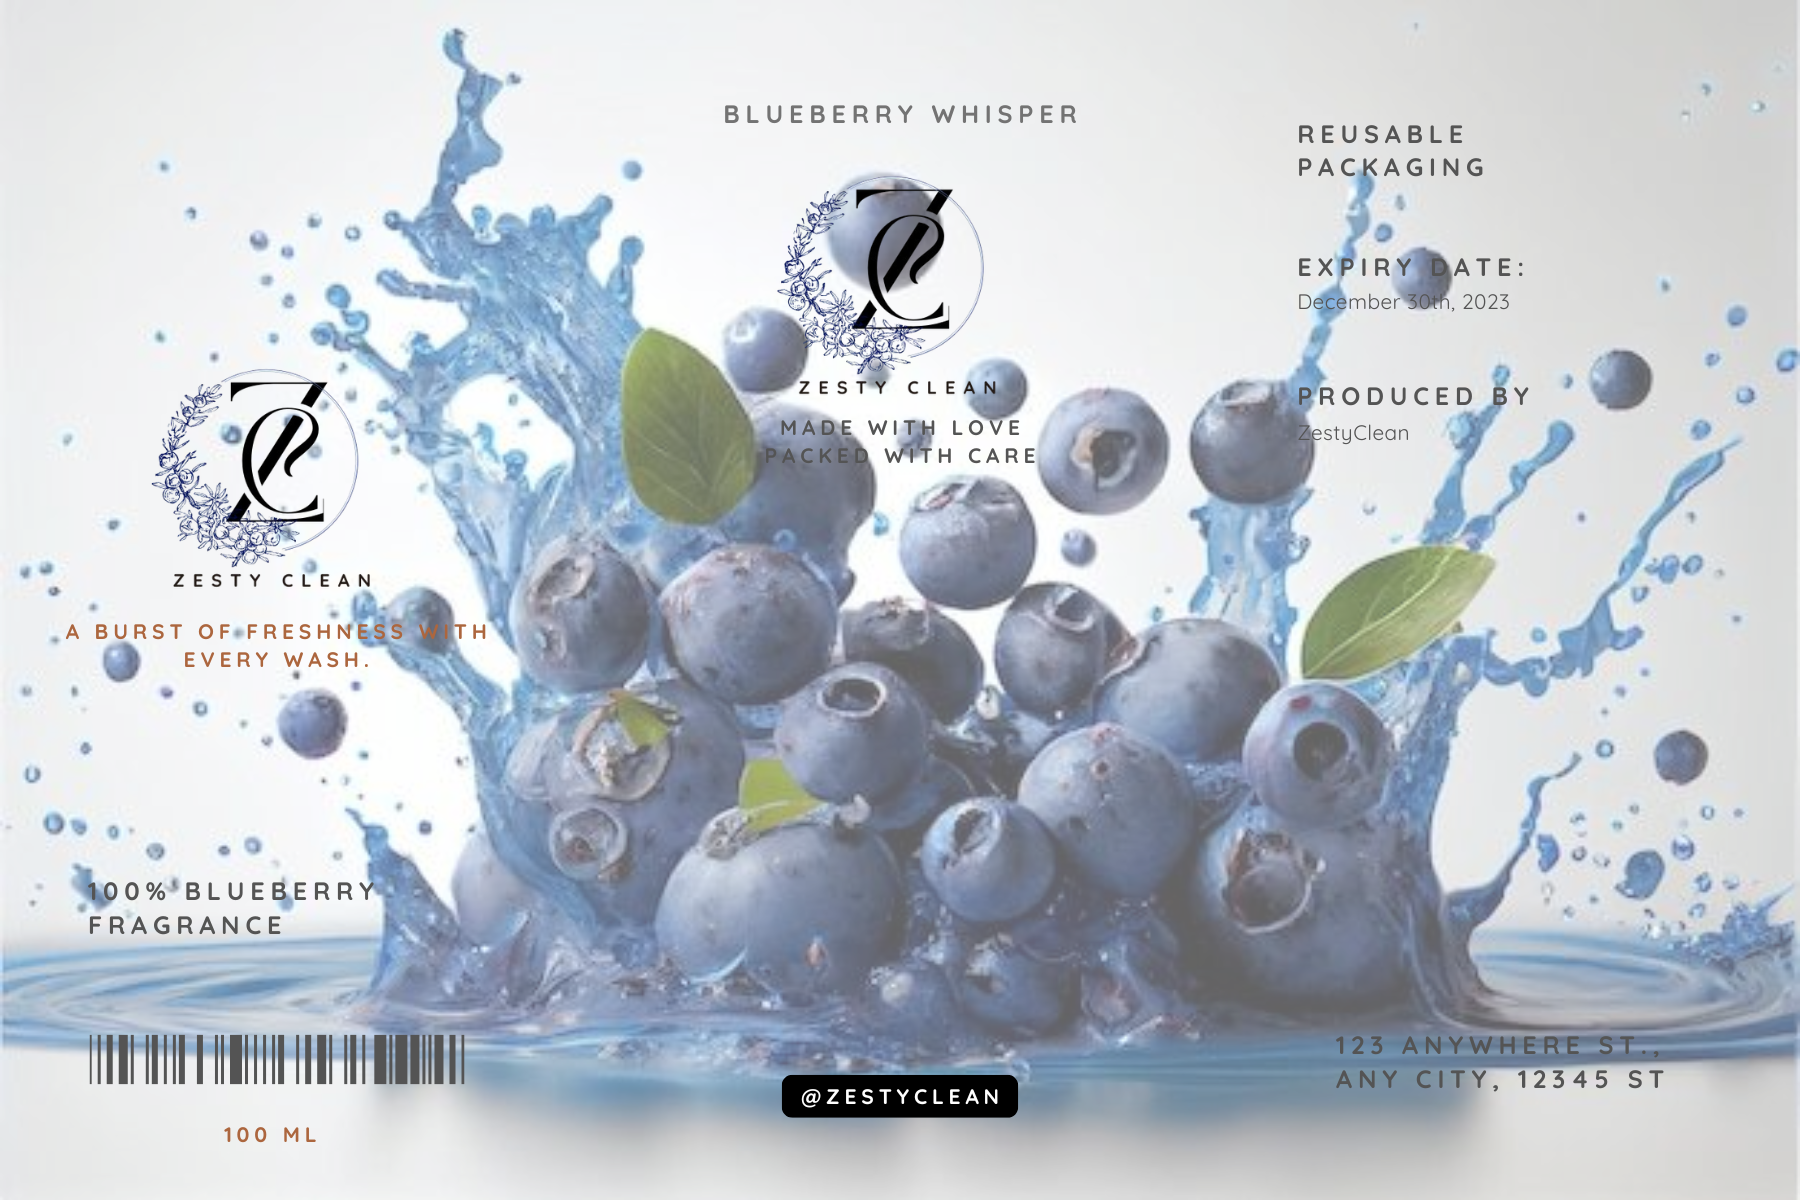 BLUEBERRY WHISPER
ZC
ZESTY CLEAN
MADE WITH LOVE
PACKED WITH CARE
ZC
ZESTY CLEAN
A BURST OF FRESHNESS WITH
EVERY WASH.
100% BLUEBERRY
FRAGRANCE
100 ML
@ZESTYCLEAN
REUSABLE
PACKAGING
EXPIRY DATE:
December 30th, 2023
PRODUCED BY
ZestyClean
123 ANYWHERE ST.,
ANY CITY, 12345 ST